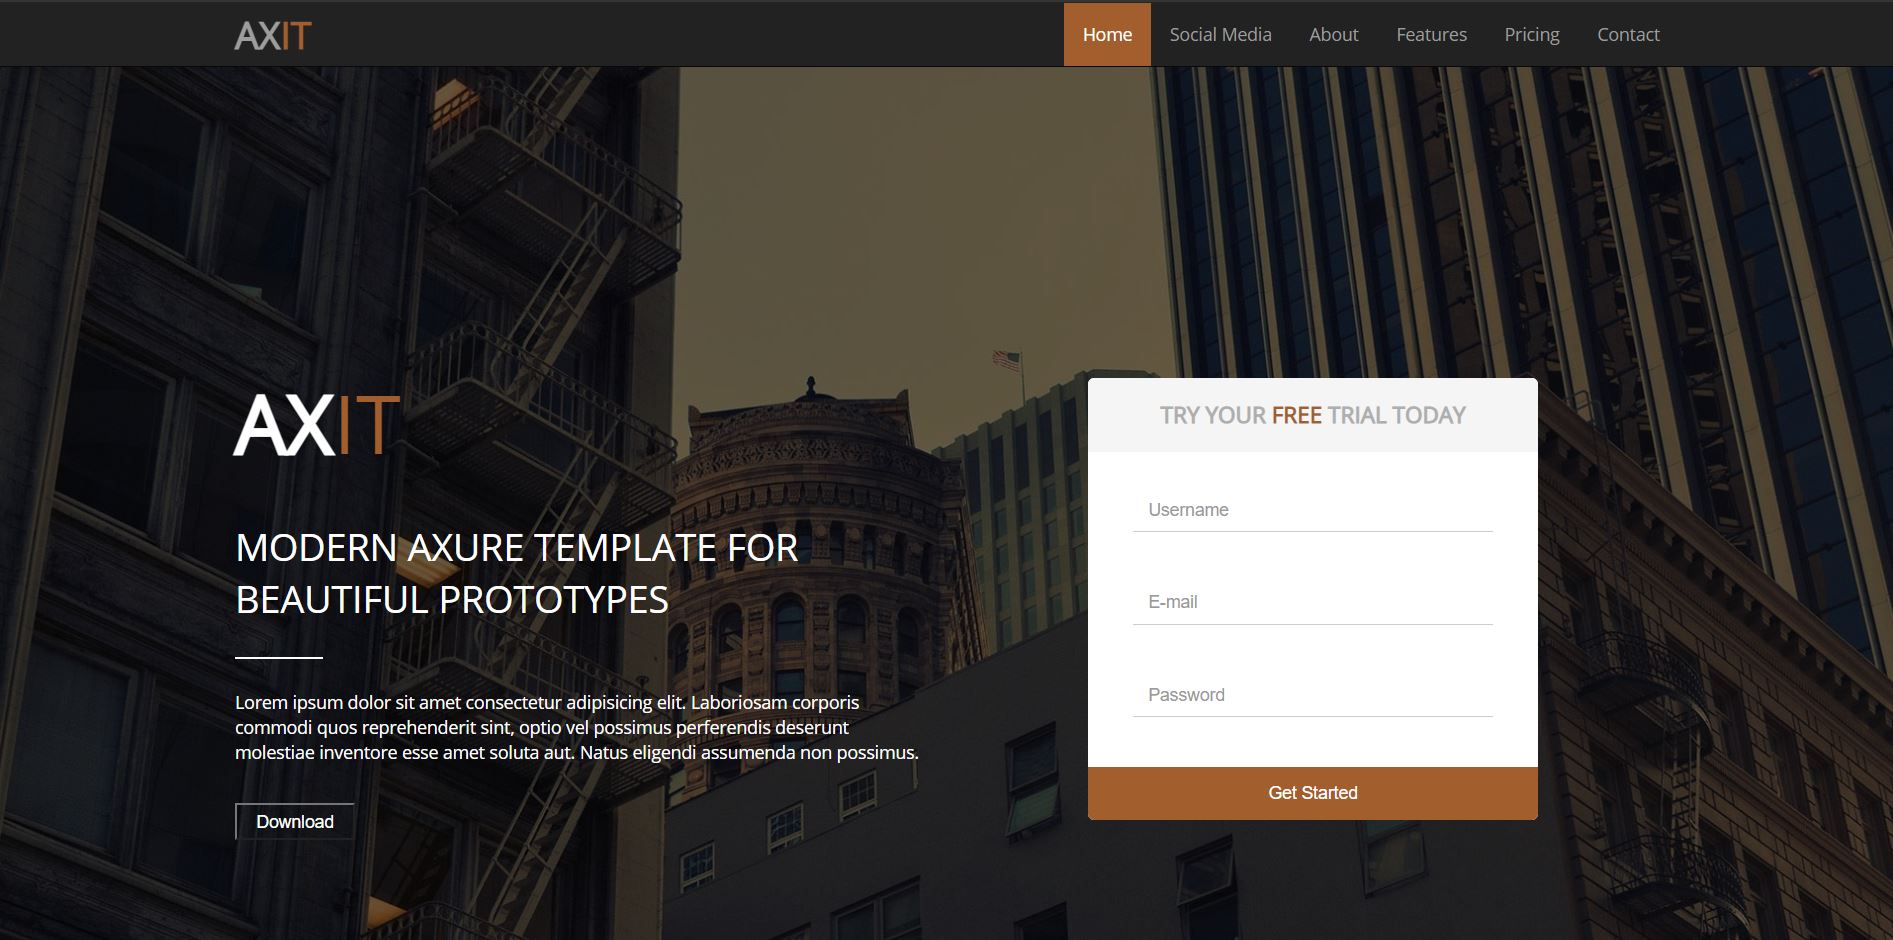 AXIT
Home
Social Media
About
Features
Pricing
Contact
AXIT
MODERN AXURE TEMPLATE FOR
BEAUTIFUL PROTOTYPES
Lorem ipsum dolor sit amet consectetur adipisicing elit. Laboriosam corporis
commodi quos reprehenderit sint, optio vel possimus perferendis deserunt
molestiae inventore esse amet soluta aut. Natus eligendi assumenda non possimus.
Download
TRY YOUR FREE TRIAL TODAY
Username
E-mail
Password
Get Started